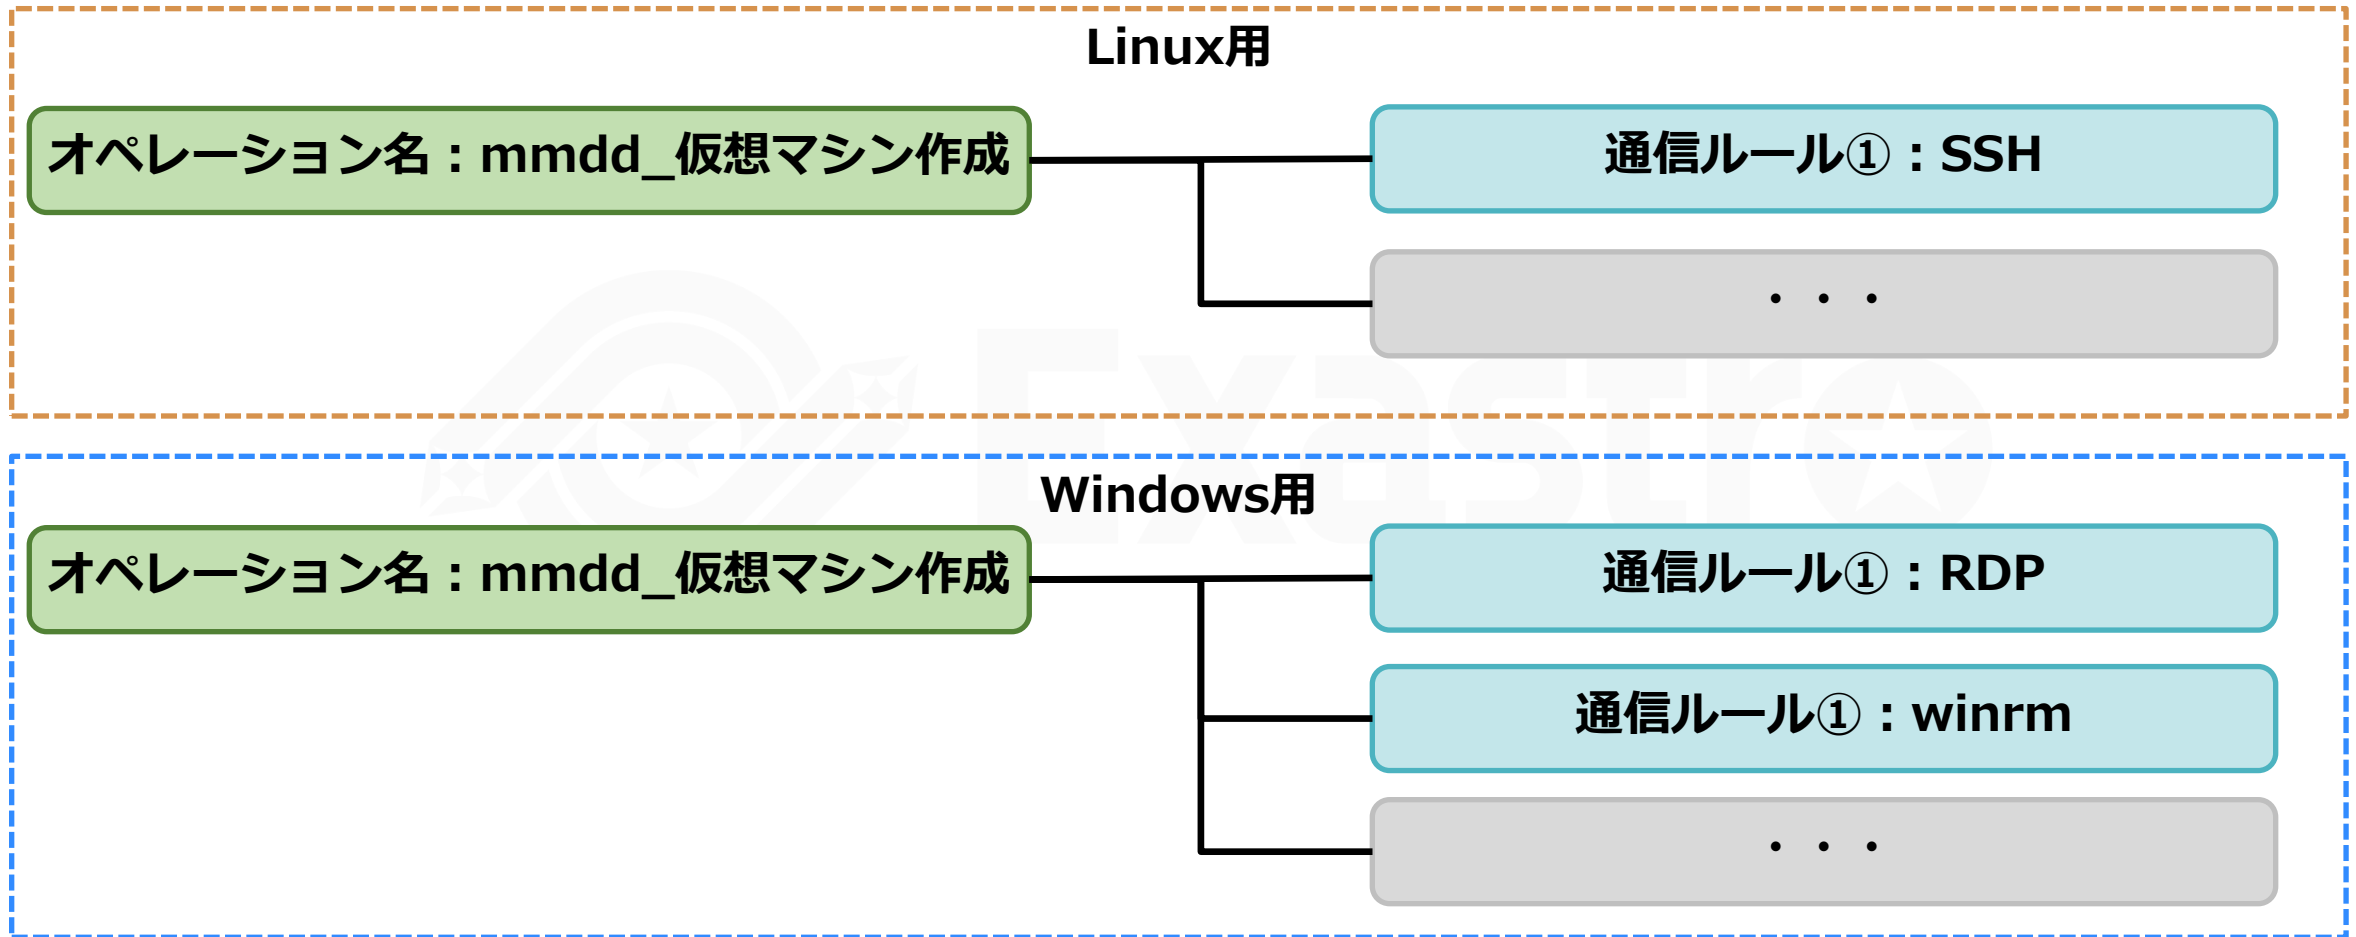 Linux用
オペレーション名：mmdd_仮想マシン作成
通信ルール①：SSH
・・・
Exastro
Windows用
オペレーション名：mmdd_仮想マシン作成
通信ルール①：RDP
通信ルール①：winrm
・・・